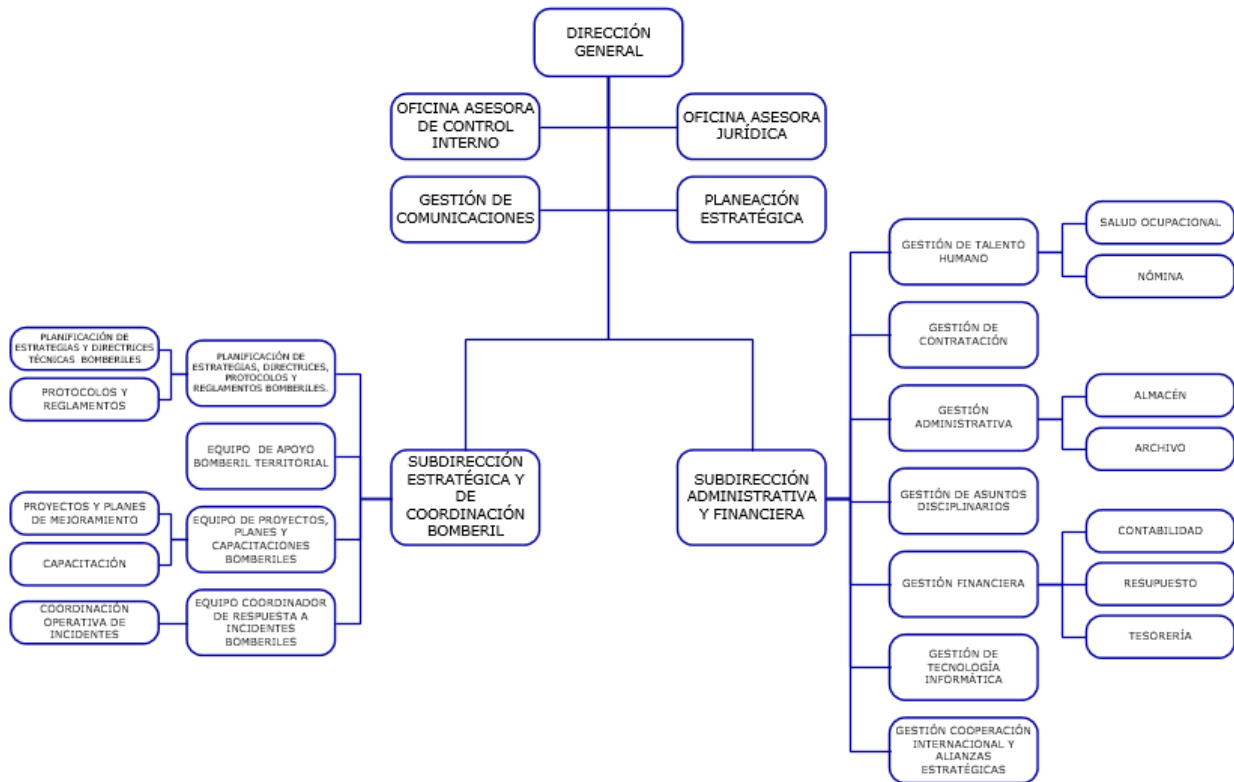 DIRECCIÓN
GENERAL
OFICINA ASESORA
DE CONTROL
INTERNO
OFICINA ASESORA
JURÍDICA
GESTIÓN DE
COMUNICACIONES
PLANEACIÓN
ESTRATÉGICA
SUBDIRECCIÓN
ESTRATÉGICA Y
DE
COORDINACIÓN
BOMBERIL
PLANIFICACIÓN DE
ESTRATEGIAS, DIRECTRICES,
PROTOCOLOS Y
REGLAMENTOS BOMBERILES.
PLANIFICACIÓN DE
ESTRATEGIAS Y DIRECTRICES
TÉCNICAS BOMBERILES
PROTOCOLOS Y
REGLAMENTOS
EQUIPO DE APOYO
BOMBERIL TERRITORIAL
EQUIPO DE PROYECTOS,
PLANES Y
CAPACITACIONES
BOMBERILES
PROYECTOS Y PLANES
DE MEJORAMIENTO
CAPACITACIÓN
EQUIPO COORDINADOR
DE RESPUESTA A
INCIDENTES
BOMBERILES
COORDINACIÓN
OPERATIVA DE
INCIDENTES
SUBDIRECCIÓN
ADMINISTRATIVA
Y FINANCIERA
GESTIÓN DE TALENTO
HUMANO
SALUD OCUPACIONAL
NÓMINA
GESTIÓN DE
CONTRATACIÓN
GESTIÓN
ADMINISTRATIVA
ALMACÉN
ARCHIVO
GESTIÓN DE ASUNTOS
DISCIPLINARIOS
GESTIÓN FINANCIERA
CONTABILIDAD
RESUPUESTO
TESORERÍA
GESTIÓN DE
TECNOLOGÍA
INFORMÁTICA
GESTIÓN COOPERACIÓN
INTERNACIONAL Y
ALIANZAS
ESTRATÉGICAS